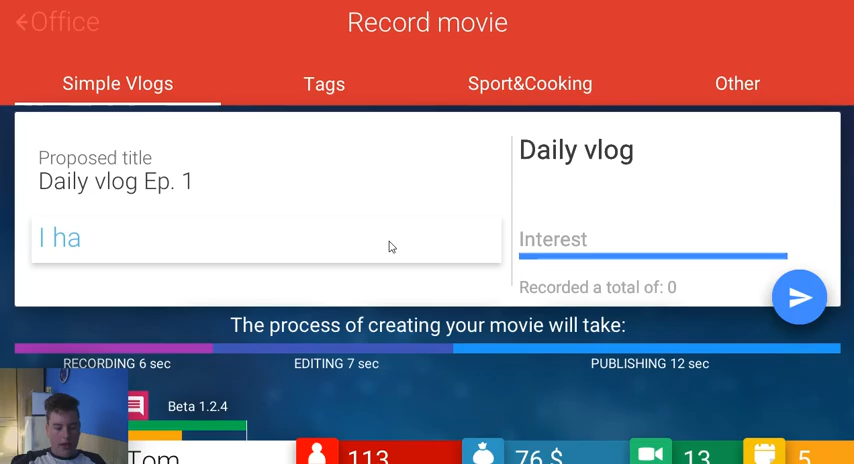 Office
Record movie
Simple Vlogs
Tags
Sport&Cooking
Other
Proposed title
Daily vlog Ep. 1
I ha
Daily vlog
Interest
Recorded a total of: 0
The process of creating your movie will take:
RECORDING 6 sec
EDITING 7 sec
PUBLISHING 12 sec
Beta 1.2.4
Tom
113
76 $
13
5